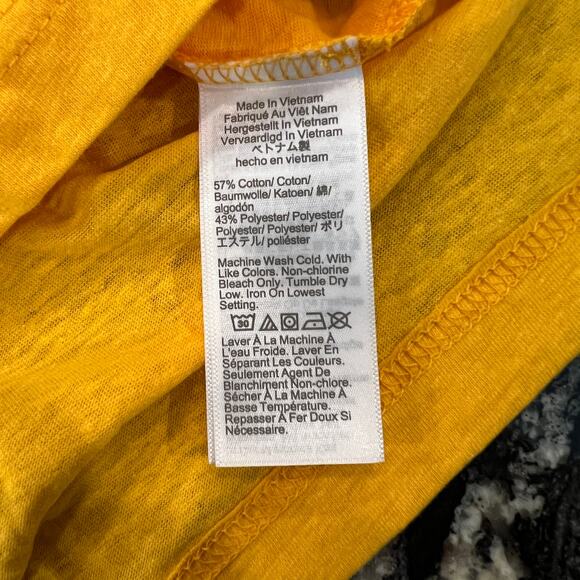 Made In Vietnam
Fabriqué Au Viêt Nam
Hergestellt In Vietnam
Vervaardigd In Vietnam
ベトナム製
hecho en vietnam
57% Cotton/ Coton/
Baumwolle/ Katoen/ 綿/
algodón
43% Polyester/ Polyester/
Polyester/ Polyester/ ポリ
エステル/ poliéster
Machine Wash Cold. With
Like Colors. Non-chlorine
Bleach Only. Tumble Dry
Low. Iron On Lowest
Setting.
30
Laver À La Machine À
L'eau Froide. Laver En
Séparant Les Couleurs.
Seulement Agent De
Blanchiment Non-chlore.
Sécher À La Machine À
Basse Température.
Repasser À Fer Doux Si
Nécessaire.